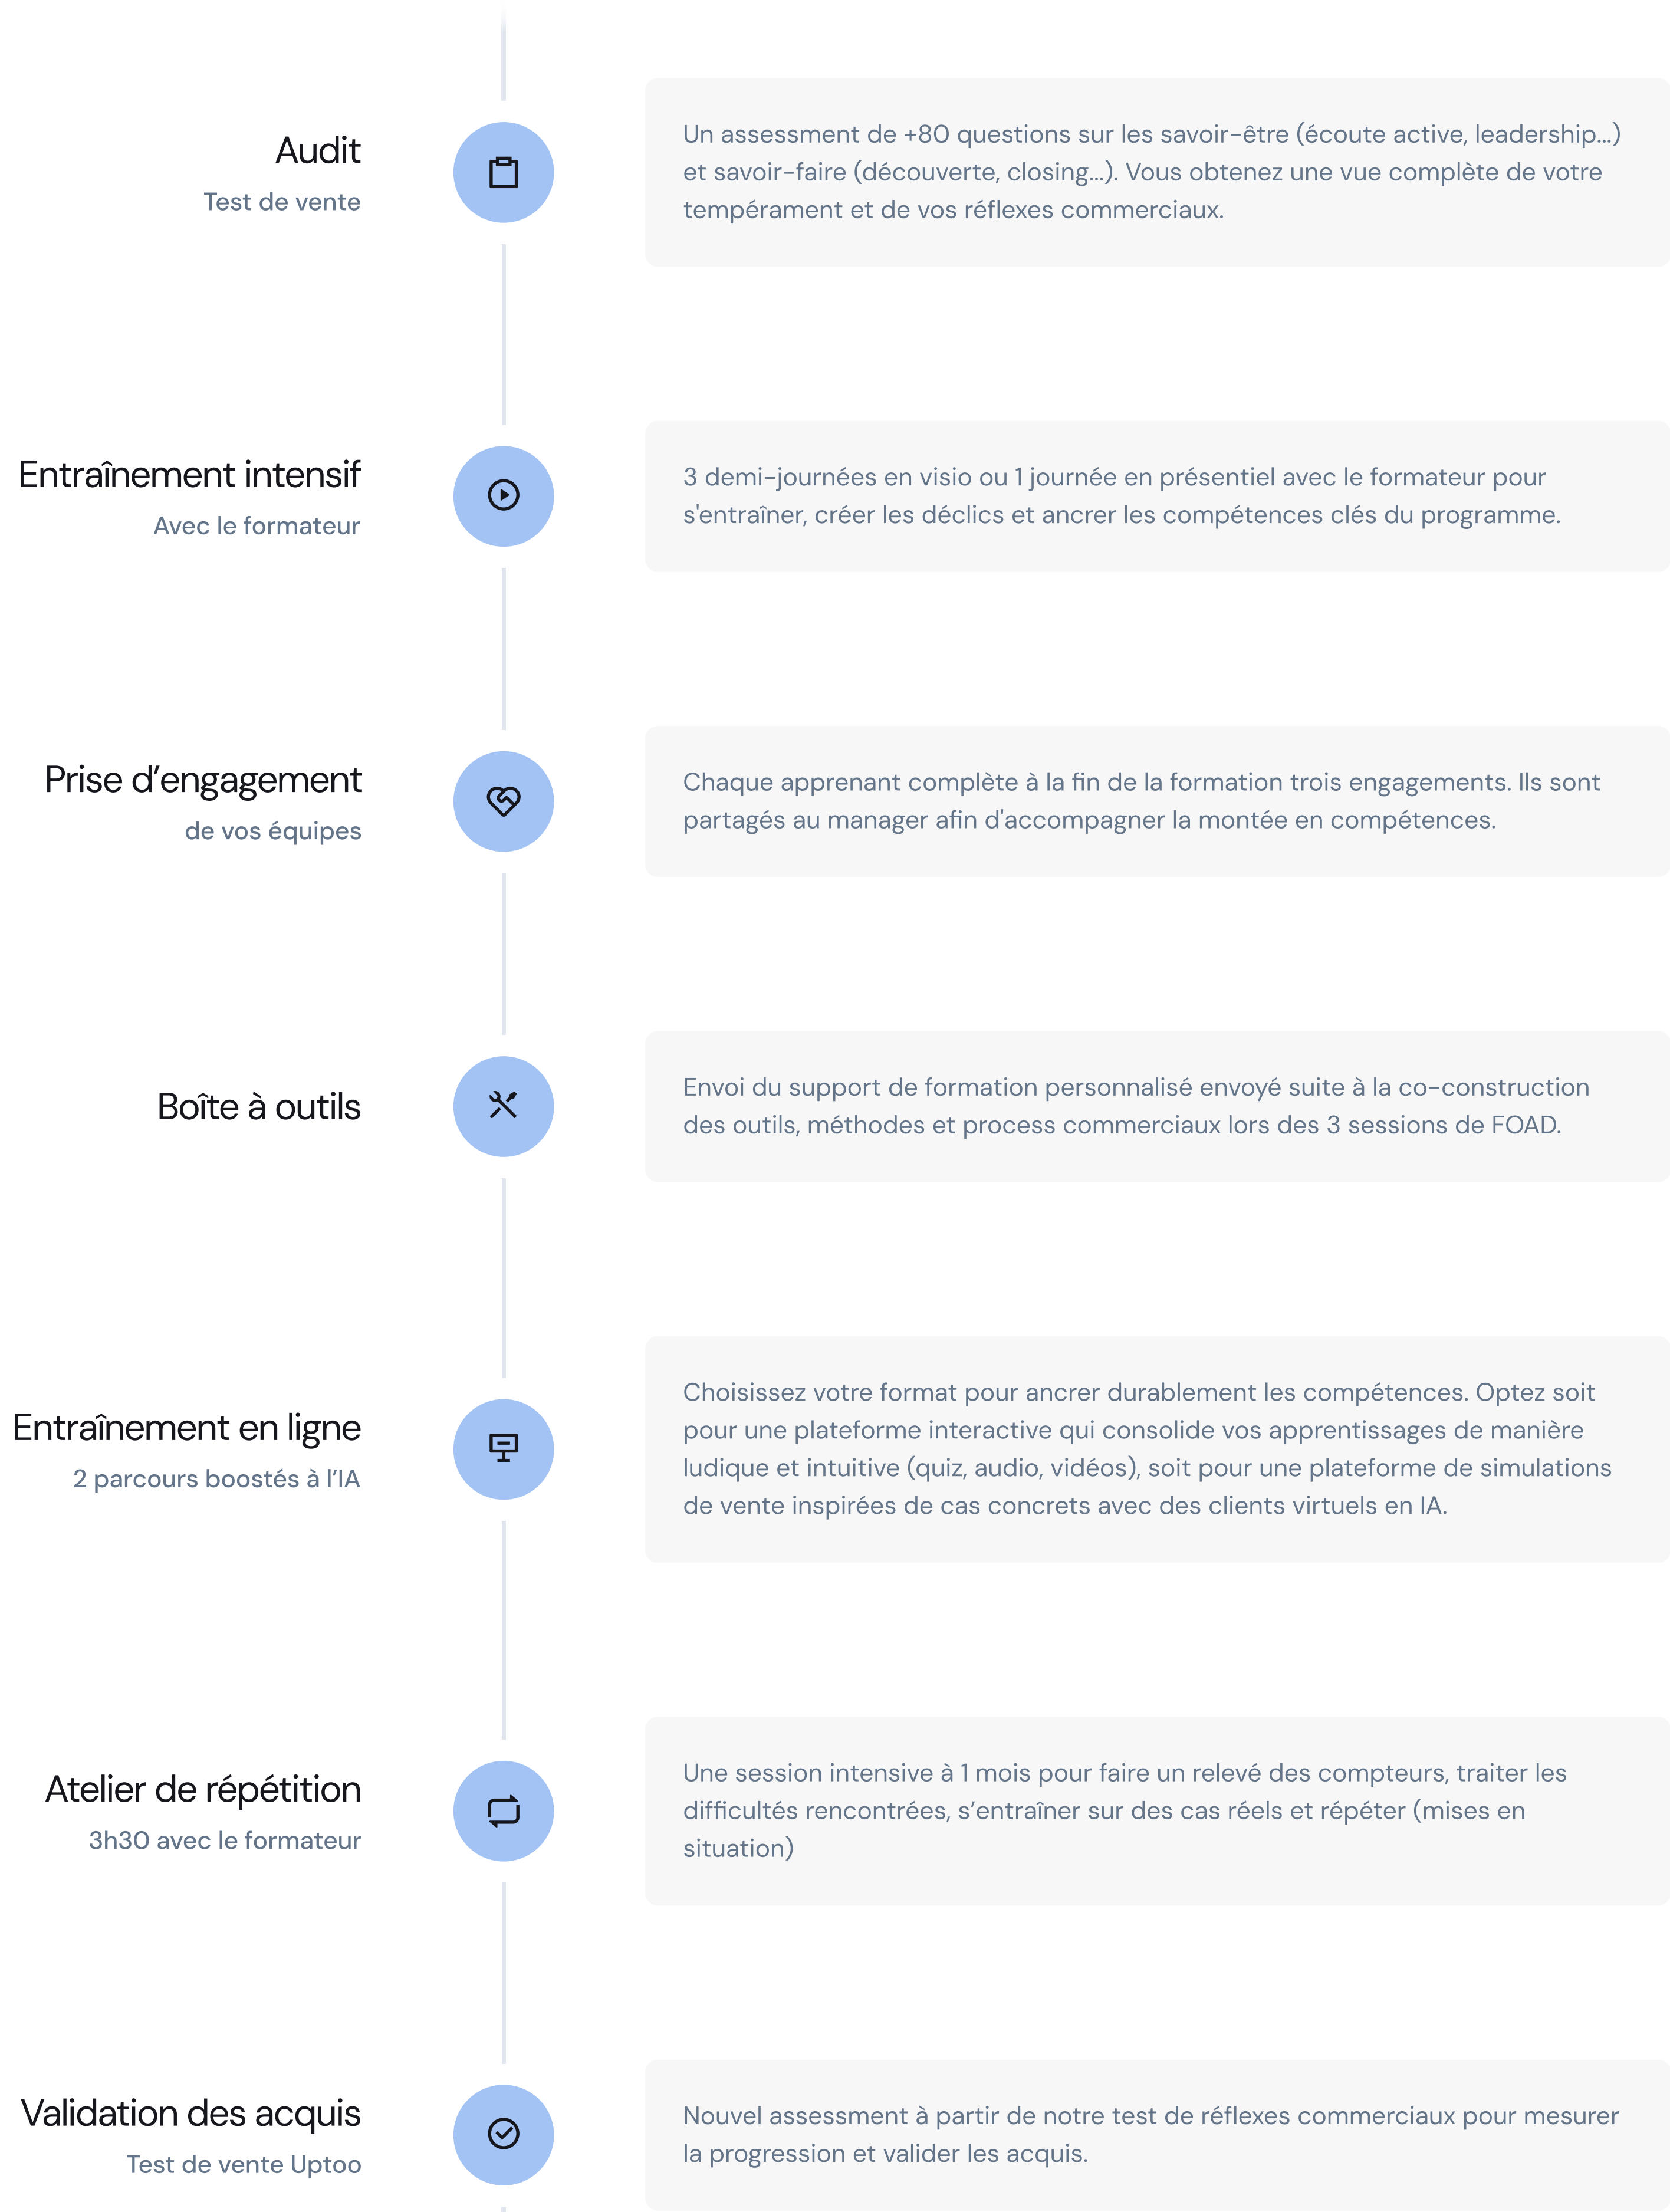 Audit
Test de vente
Un assessment de +80 questions sur les savoir-être (écoute active, leadership...)
et savoir-faire (découverte, closing...). Vous obtenez une vue complète de votre
tempérament et de vos réflexes commerciaux.
Entraînement intensif
Avec le formateur
3 demi-journées en visio ou 1 journée en présentiel avec le formateur pour
s'entraîner, créer les déclics et ancrer les compétences clés du programme.
Prise d’engagement
de vos équipes
Chaque apprenant complète à la fin de la formation trois engagements. Ils sont
partagés au manager afin d'accompagner la montée en compétences.
Boîte à outils
Envoi du support de formation personnalisé envoyé suite à la co-construction
des outils, méthodes et process commerciaux lors des 3 sessions de FOAD.
Entraînement en ligne
2 parcours boostés à l’IA
Choisissez votre format pour ancrer durablement les compétences. Optez soit
pour une plateforme interactive qui consolide vos apprentissages de manière
ludique et intuitive (quiz, audio, vidéos), soit pour une plateforme de simulations
de vente inspirées de cas concrets avec des clients virtuels en IA.
Atelier de répétition
3h30 avec le formateur
Une session intensive à 1 mois pour faire un relevé des compteurs, traiter les
difficultés rencontrées, s’entraîner sur des cas réels et répéter (mises en
situation)
Validation des acquis
Test de vente Uptoo
Nouvel assessment à partir de notre test de réflexes commerciaux pour mesurer
la progression et valider les acquis.